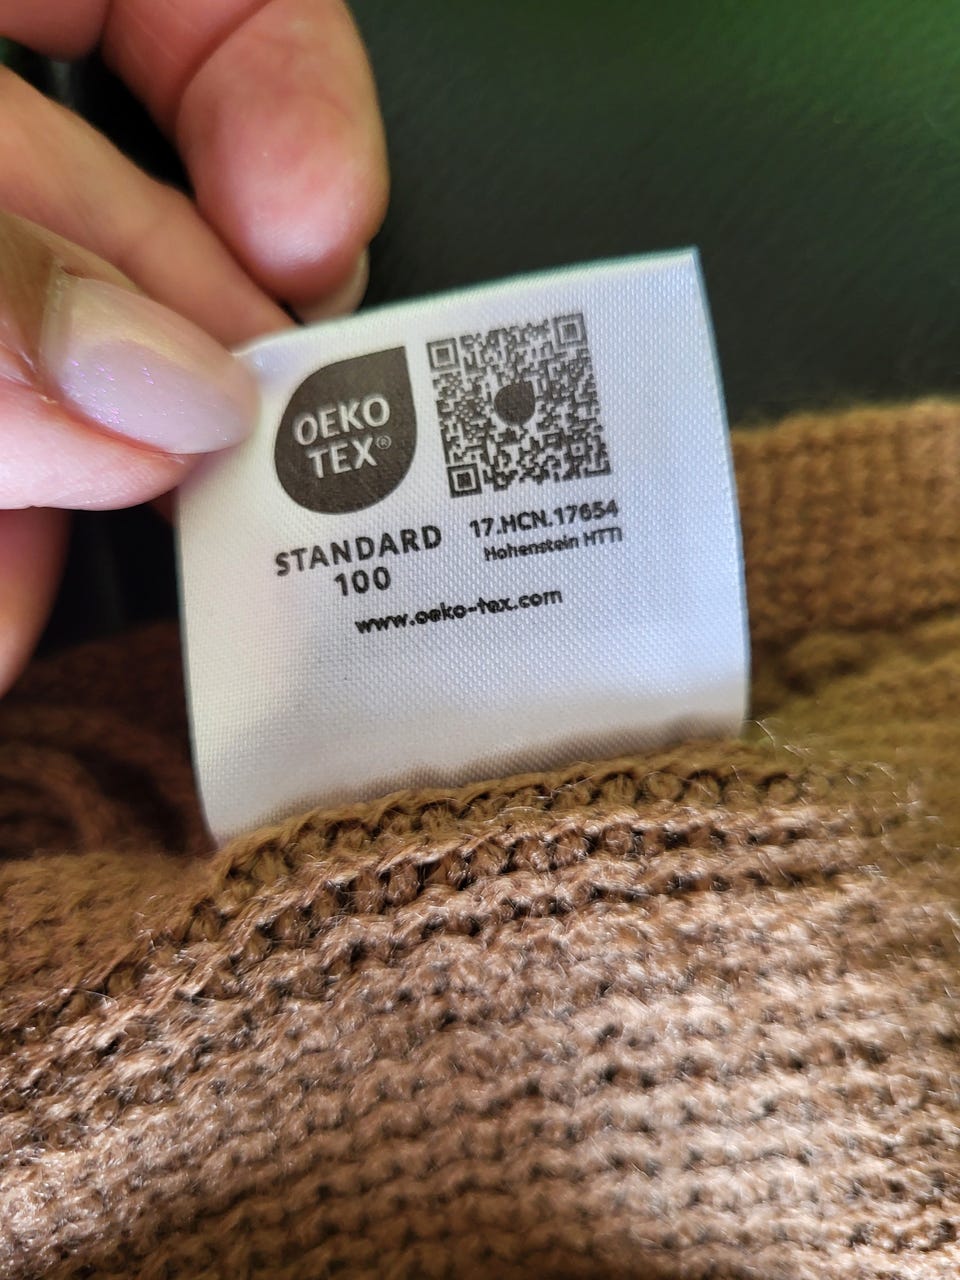 OEKO
TEX®
STANDARD
100
17.HCN.17654
Hohenstein HTTI
www.oeko-tex.com